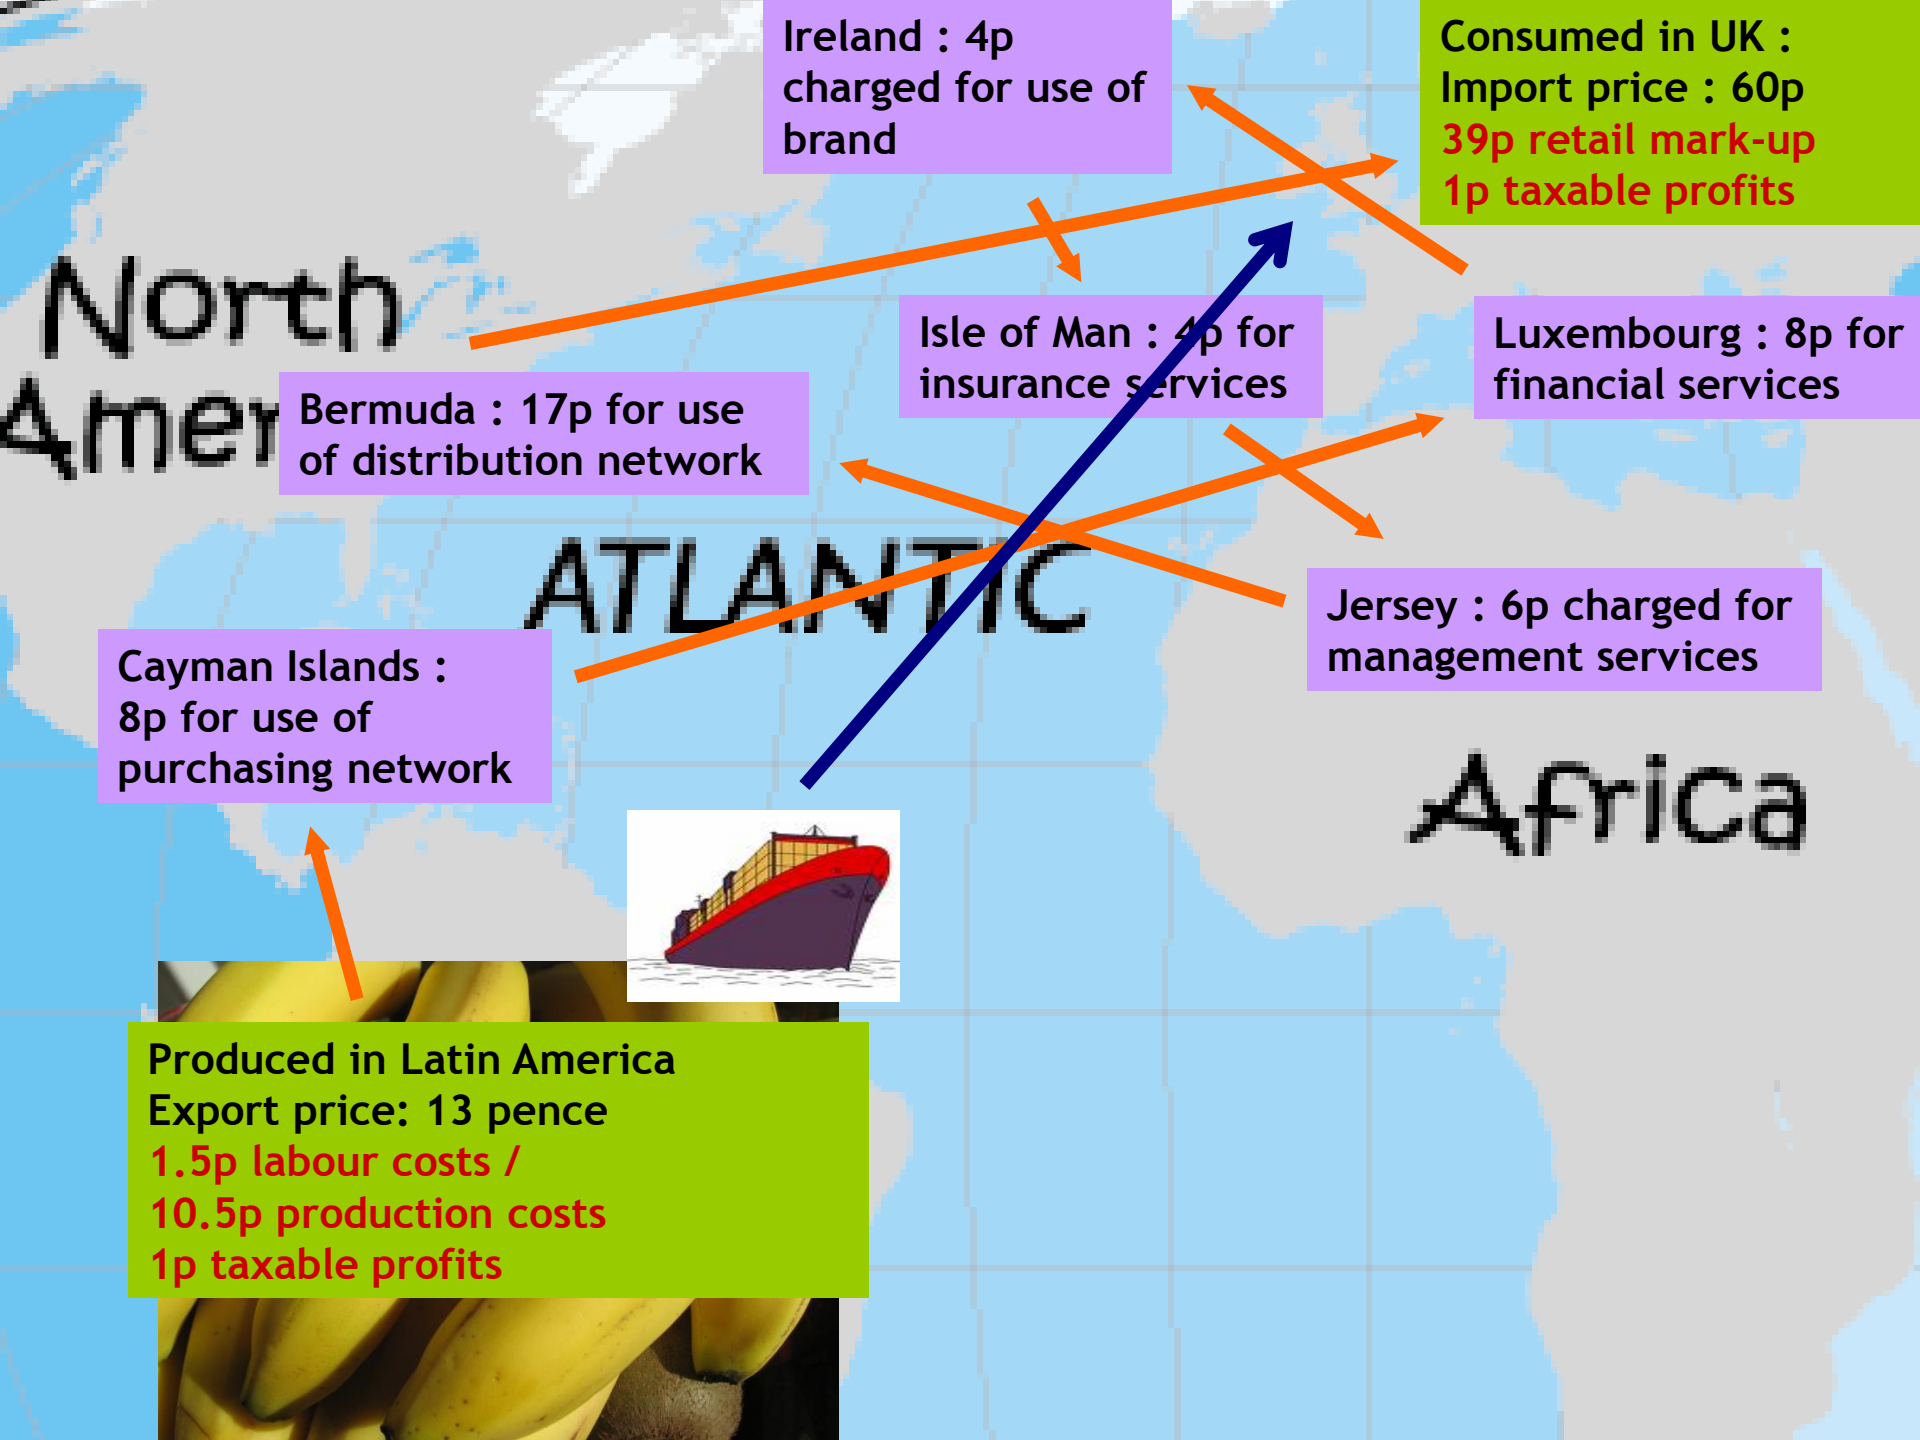 Ireland : 4p
charged for use of
brand
Consumed in UK :
Import price : 60p
39p retail mark-up
1p taxable profits
North
Amer
Isle of Man : 4p for
insurance services
Luxembourg : 8p for
financial services
Bermuda : 17p for use
of distribution network
ATLANTIC
Jersey : 6p charged for
management services
Cayman Islands :
8p for use of
purchasing network
Africa
Produced in Latin America
Export price: 13 pence
1.5p labour costs /
10.5p production costs
1p taxable profits